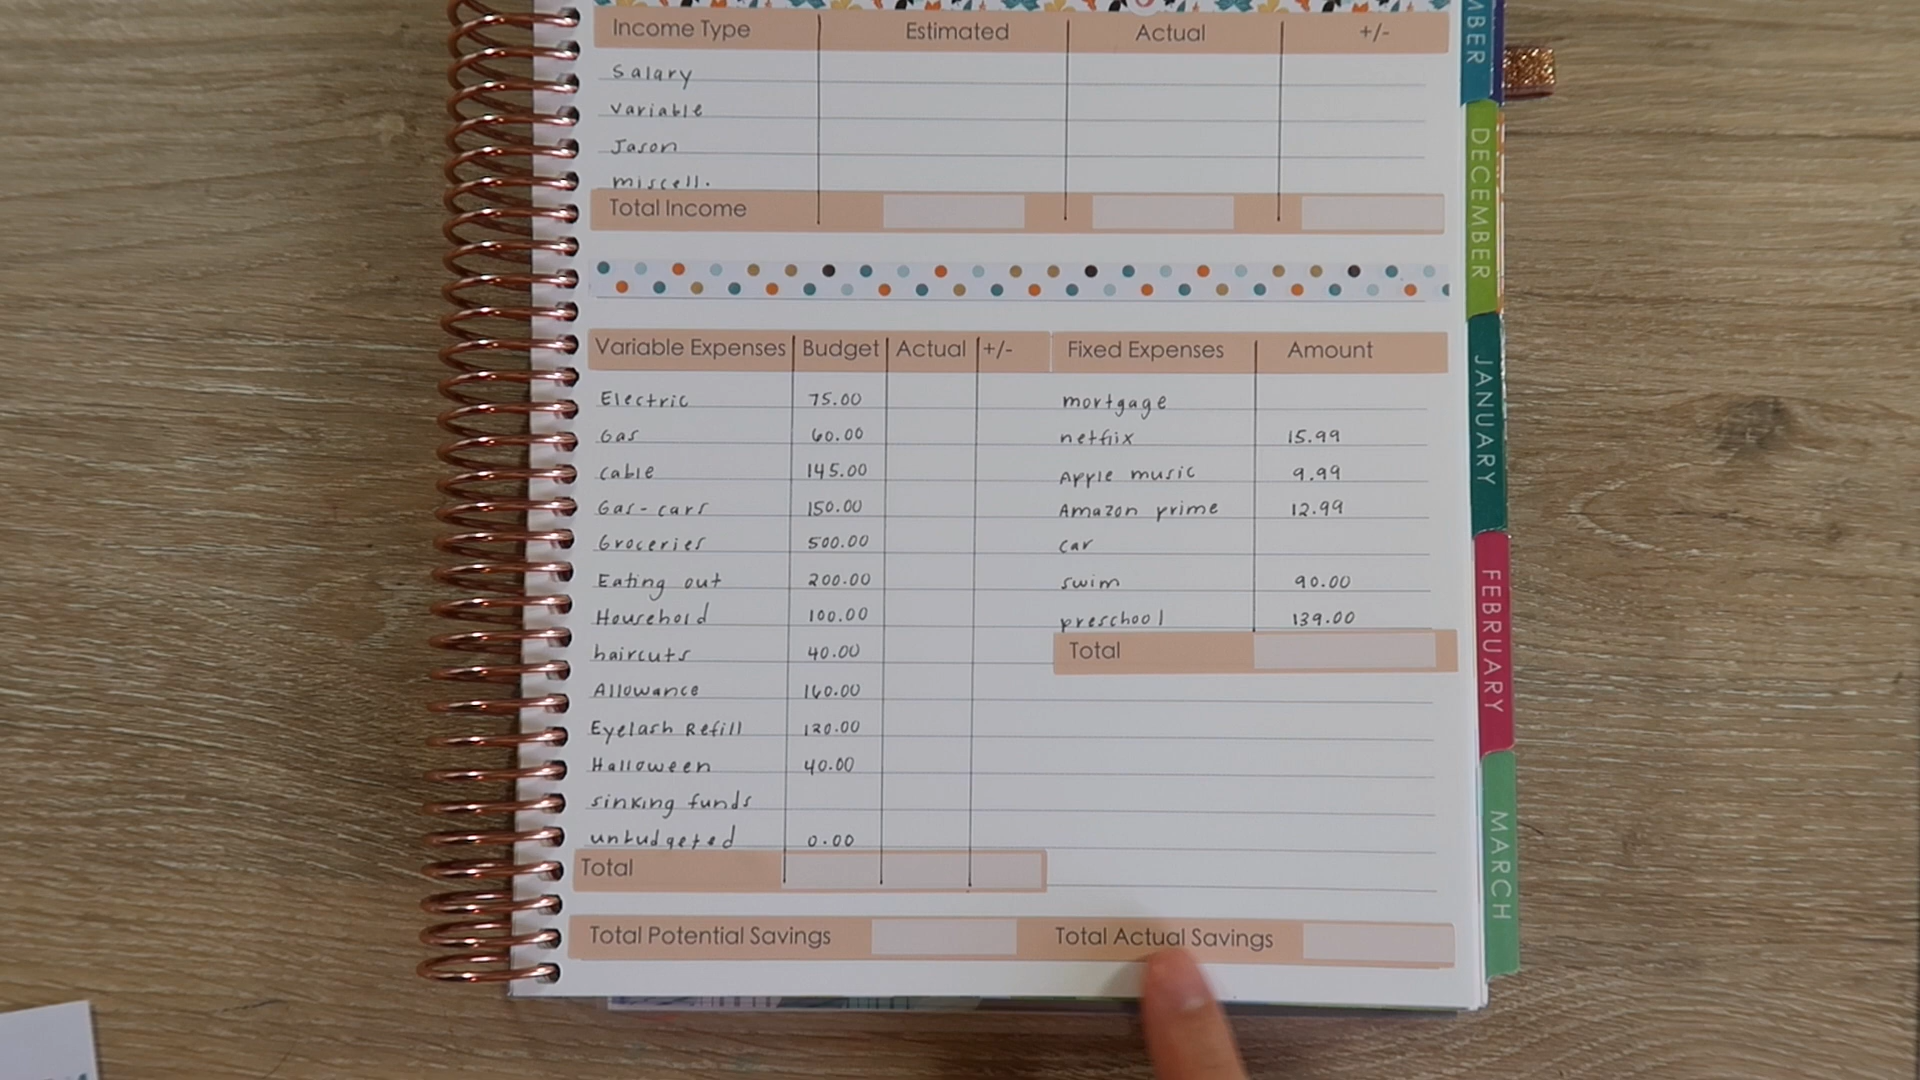 Income Type Estimated Actual +/-
Salary
variable
Jason
miscell.
Total Income
Variable Expenses Budget Actual +/-
Electric 75.00
Gas 60.00
cable 145.00
Gas-cars 150.00
Groceries 500.00
Eating out 200.00
Household 100.00
haircuts 40.00
Allowance 160.00
Eyelash Refill 120.00
Halloween 40.00
sinking funds
unbudgeted 0.00
Total
Fixed Expenses Amount
mortgage
netflix 15.99
Apple music 9.99
Amazon prime 12.99
car
swim 90.00
preschool 139.00
Total
Total Potential Savings Total Actual Savings
MBER
DECEMBER
JANUARY
FEBRUARY
MARCH